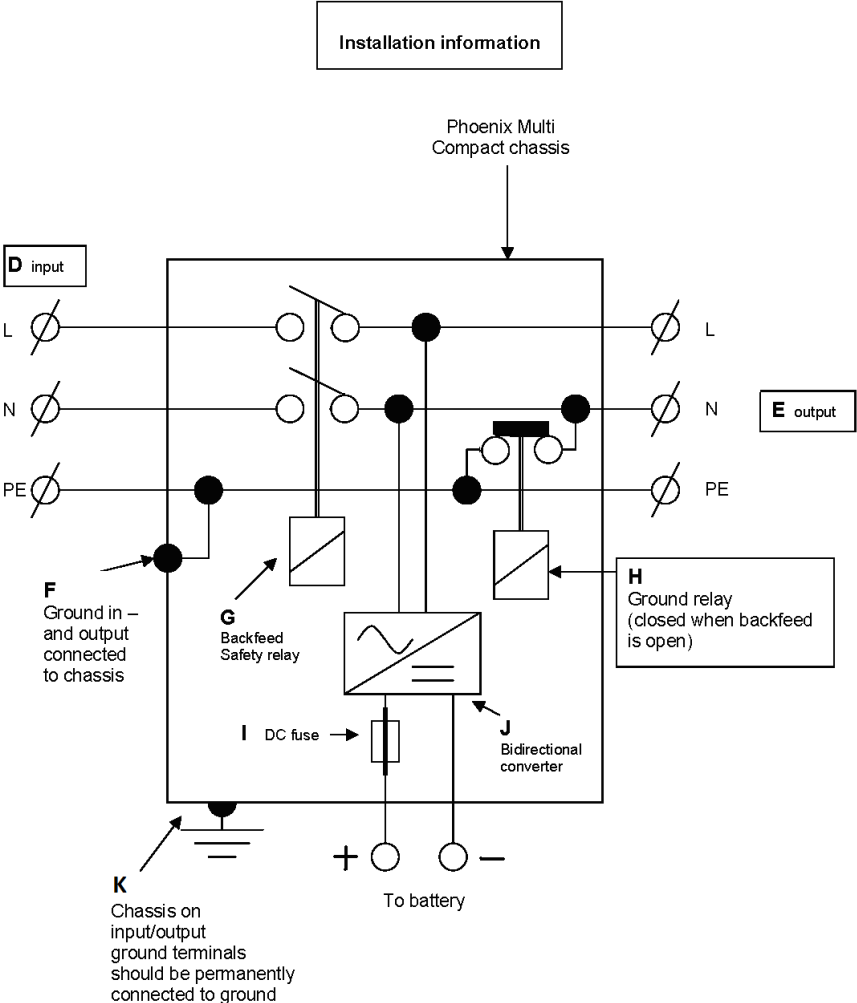 Installation information
Phoenix Multi
Compact chassis
D input
L
L
N
N
E output
PE
PE
F
Ground in –
and output
connected
to chassis
G
Backfeed
Safety relay
H
Ground relay
(closed when backfeed
is open)
I DC fuse
J
Bidirectional
converter
+
–
To battery
K
Chassis on
input/output
ground terminals
should be permanently
connected to ground